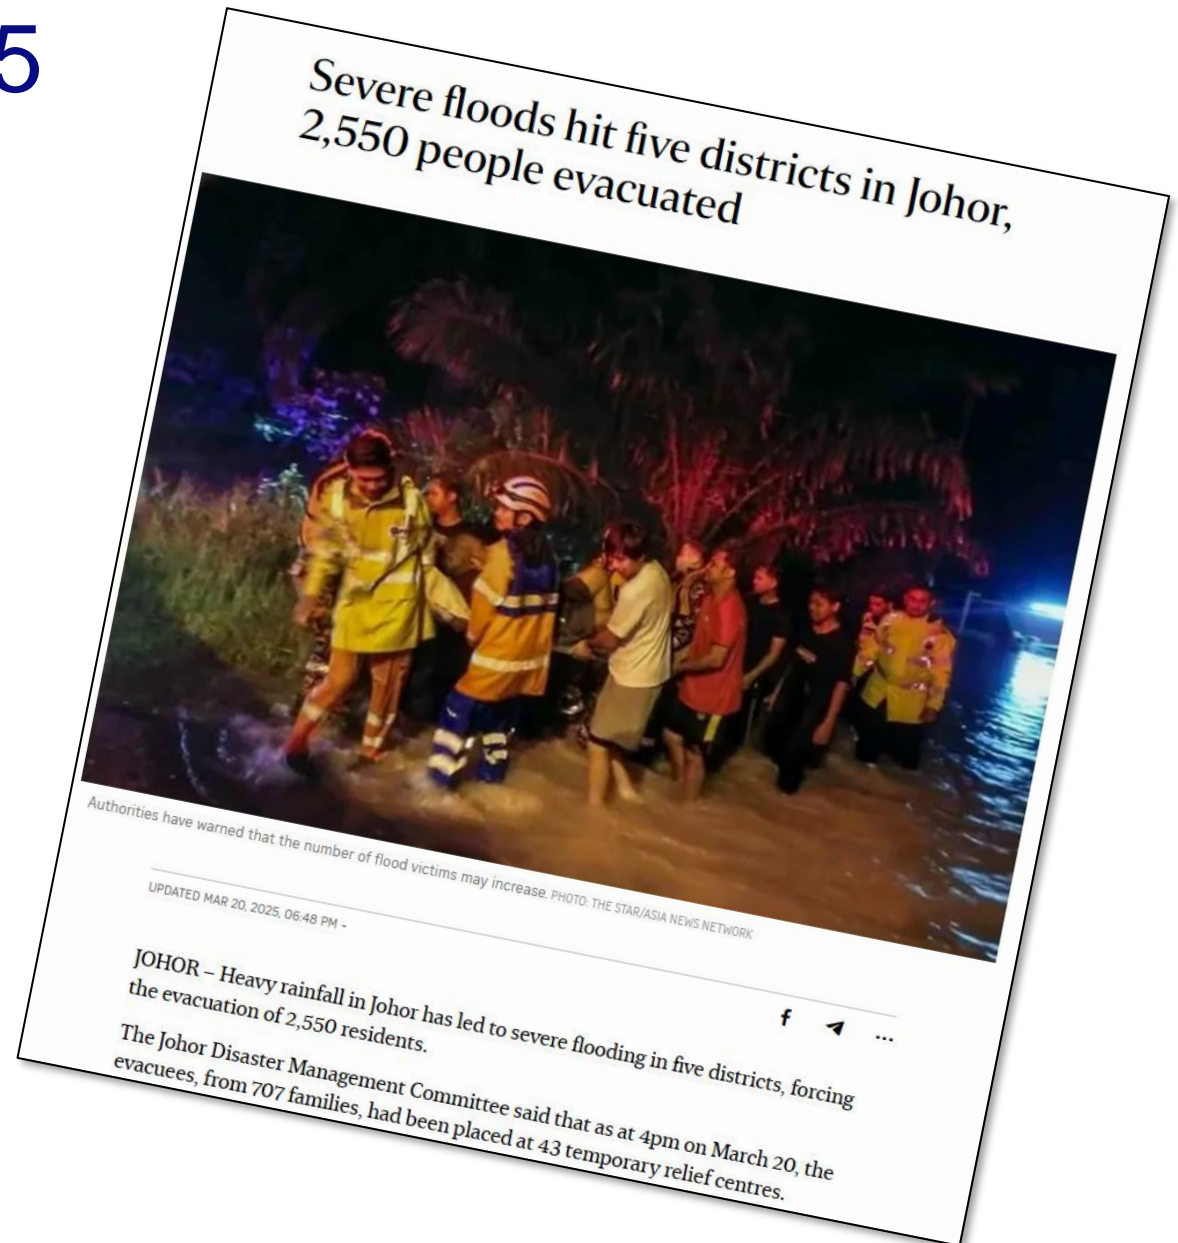 5
Severe floods hit five districts in Johor,
2,550 people evacuated
Authorities have warned that the number of flood victims may increase. PHOTO: THE STAR/ASIA NEWS NETWORK
UPDATED MAR 20, 2025, 06:48 PM -
JOHOR – Heavy rainfall in Johor has led to severe flooding in five districts, forcing
the evacuation of 2,550 residents.
The Johor Disaster Management Committee said that as at 4pm on March 20, the
evacuees, from 707 families, had been placed at 43 temporary relief centres.